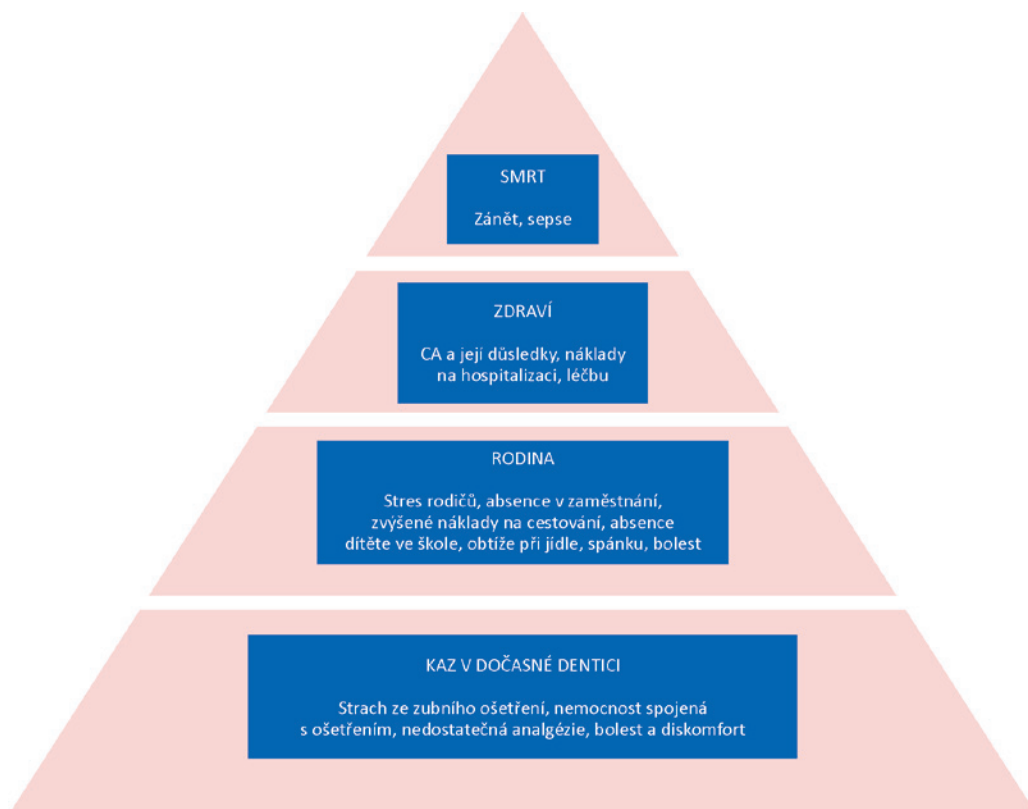 SMRT
Zánět, sepse
ZDRAVÍ
CA a její důsledky, náklady
na hospitalizaci, léčbu
RODINA
Stres rodičů, absence v zaměstnání,
zvýšené náklady na cestování, absence
dítěte ve škole, obtíže při jídle, spánku, bolest
KAZ V DOČASNÉ DENTICI
Strach ze zubního ošetření, nemocnost spojená
s ošetřením, nedostatečná analgézie, bolest a diskomfort